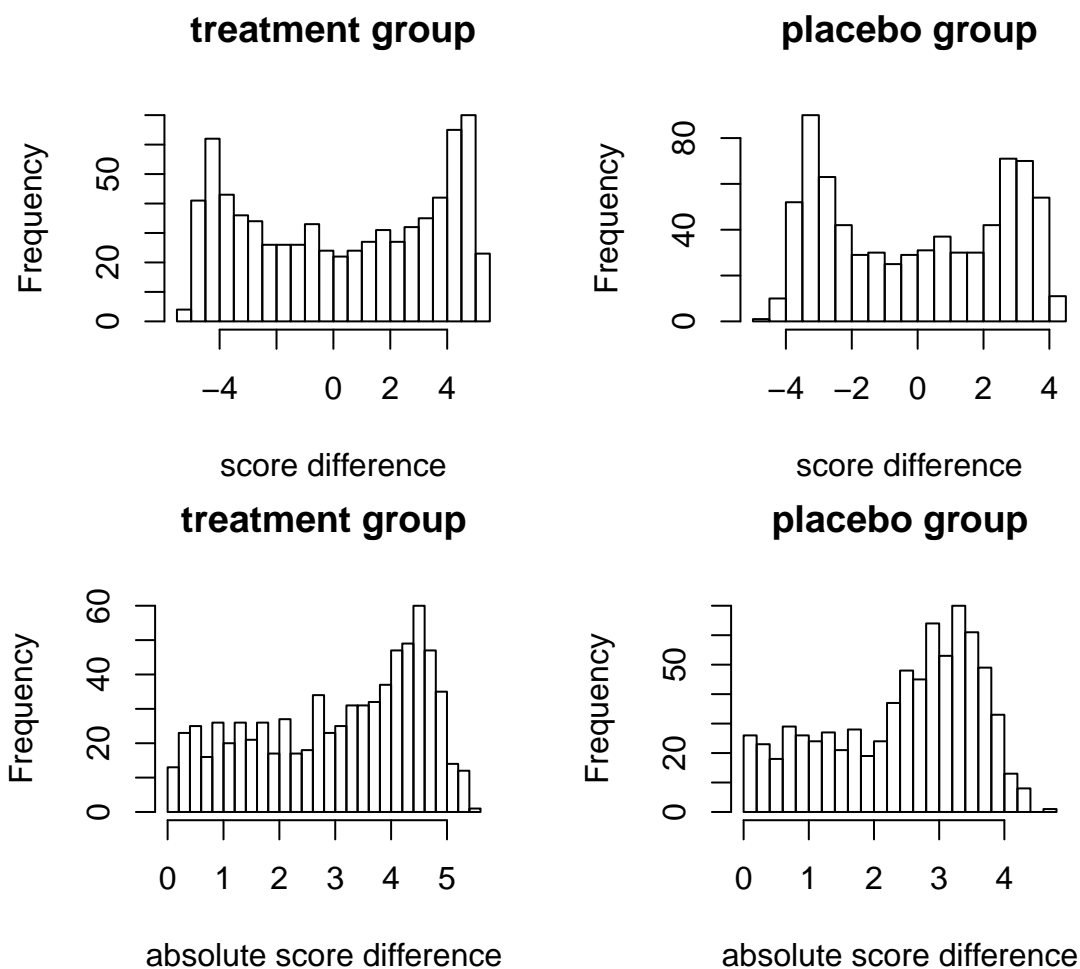 treatment group
Frequency
0
20
50
−4
0
2
4
score difference
placebo group
Frequency
0
40
80
−4
−2
0
2
4
score difference
treatment group
Frequency
0
20
40
60
0
1
2
3
4
5
absolute score difference
placebo group
Frequency
0
20
50
0
1
2
3
4
absolute score difference